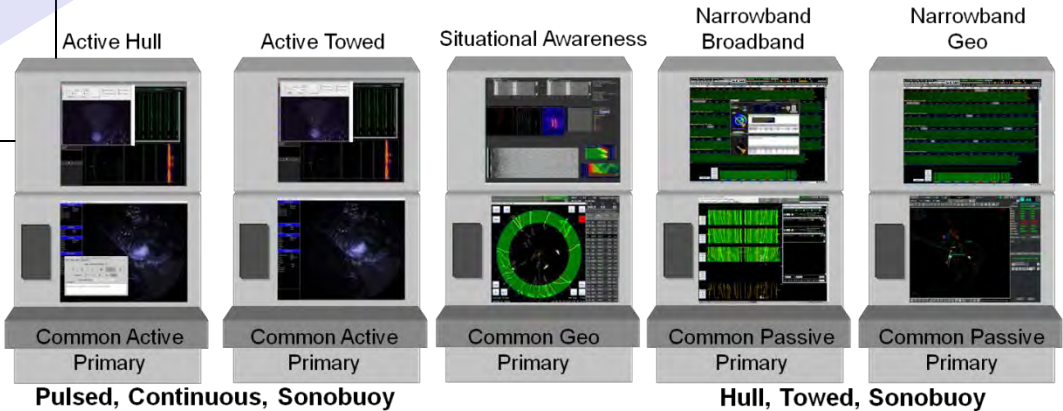 Active Hull
Active Towed
Situational Awareness
Narrowband
Broadband
Narrowband
Geo
Common Active
Primary
Common Active
Primary
Common Geo
Primary
Common Passive
Primary
Common Passive
Primary
Pulsed, Continuous, Sonobuoy
Hull, Towed, Sonobuoy